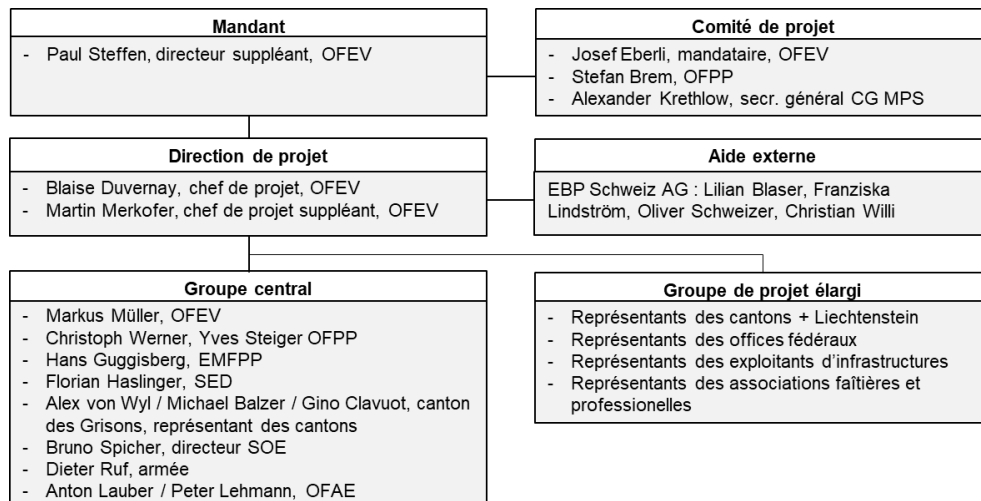 Mandant
- Paul Steffen, directeur suppléant, OFEV
Comité de projet
- Josef Eberli, mandataire, OFEV
- Stefan Brem, OFPP
- Alexander Krethlow, secr. général CG MPS
Direction de projet
- Blaise Duvernay, chef de projet, OFEV
- Martin Merkofer, chef de projet suppléant, OFEV
Aide externe
EBP Schweiz AG : Lilian Blaser, Franziska
Lindström, Oliver Schweizer, Christian Willi
Groupe central
- Markus Müller, OFEV
- Christoph Werner, Yves Steiger OFPP
- Hans Guggisberg, EMFPP
- Florian Haslinger, SED
- Alex von Wyl / Michael Balzer / Gino Clavuot, canton
des Grisons, représentant des cantons
- Bruno Spicher, directeur SOE
- Dieter Ruf, armée
- Anton Lauber / Peter Lehmann, OFAE
Groupe de projet élargi
- Représentants des cantons + Liechtenstein
- Représentants des offices fédéraux
- Représentants des exploitants d'infrastructures
- Représentants des associations faîtières et
professionelles